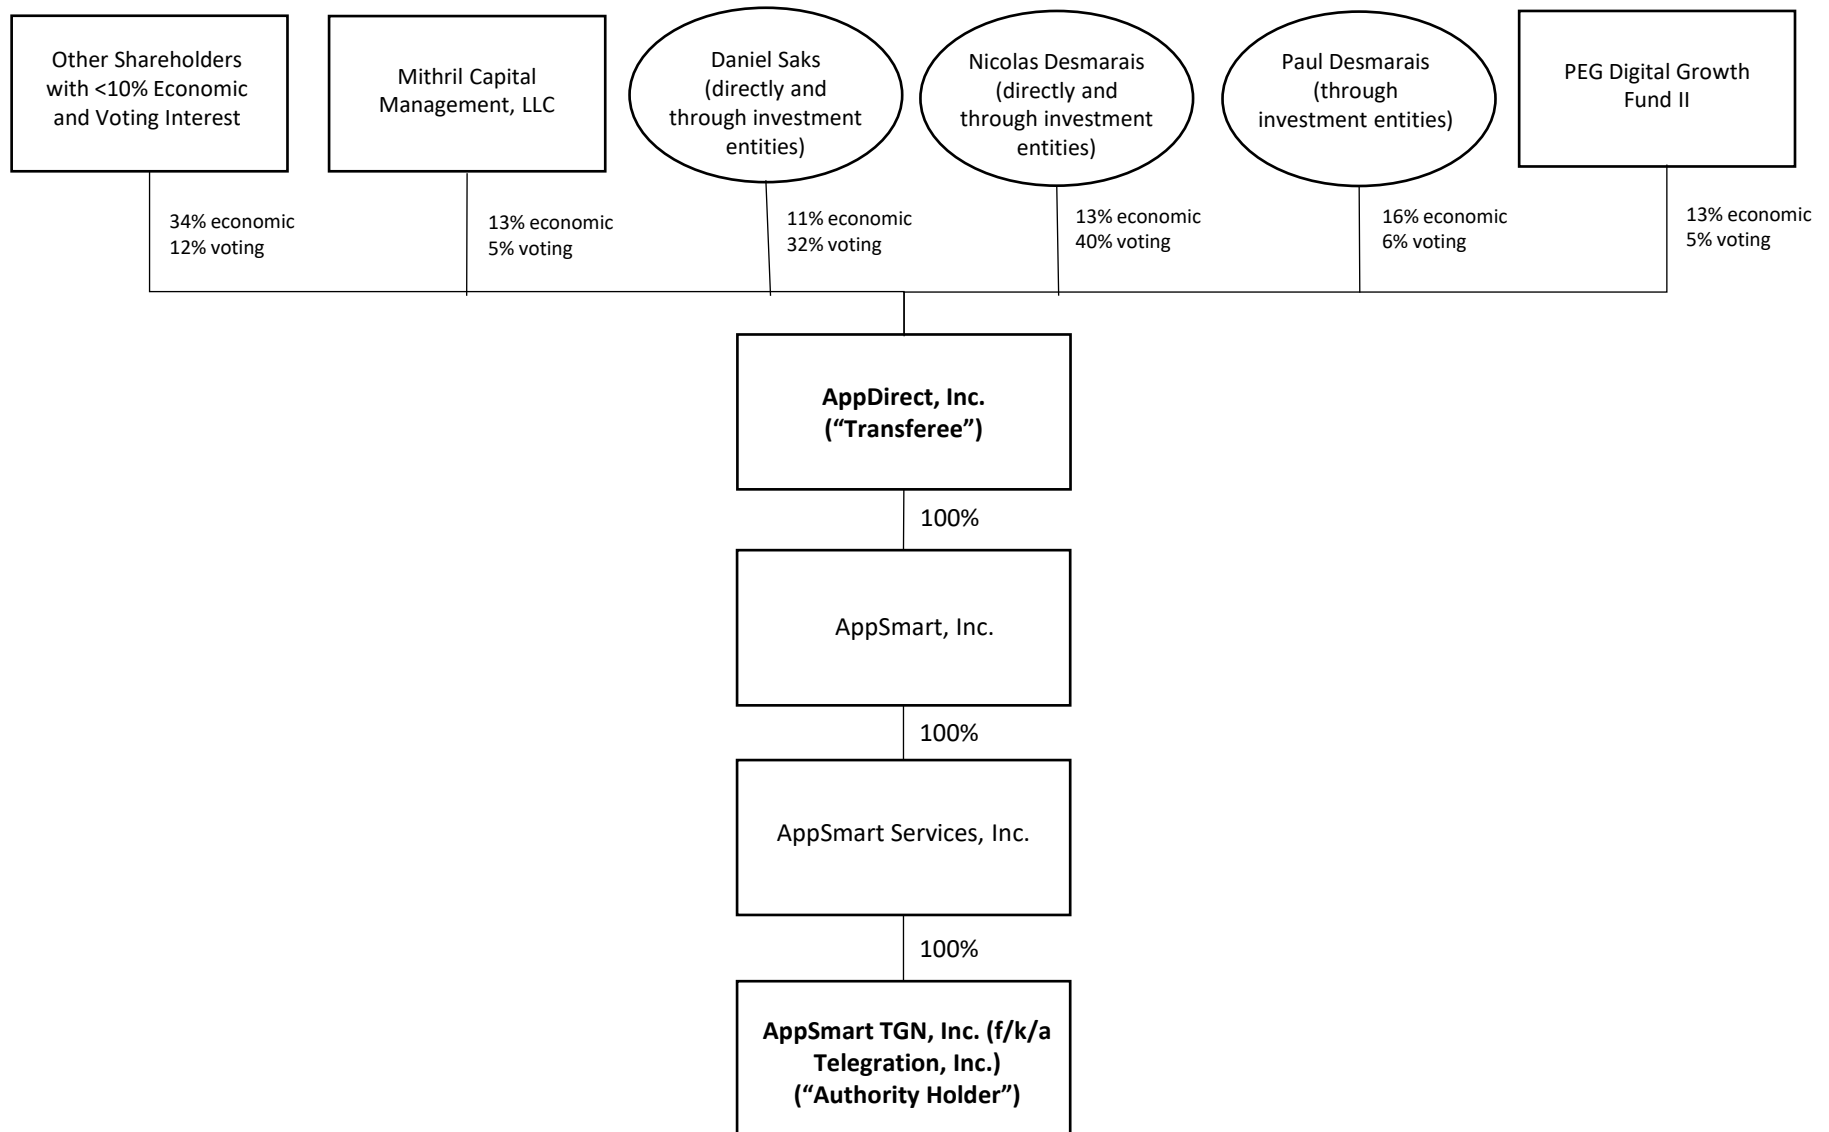 Other Shareholders
with <10% Economic
and Voting Interest
Mithril Capital
Management, LLC
Daniel Saks
(directly and
through investment
entities)
Nicolas Desmarais
(directly and
through investment
entities)
Paul Desmarais
(through
investment entities)
PEG Digital Growth
Fund II
34% economic
12% voting
13% economic
5% voting
11% economic
32% voting
13% economic
40% voting
16% economic
6% voting
13% economic
5% voting
AppDirect, Inc.
(“Transferee”)
100%
AppSmart, Inc.
100%
AppSmart Services, Inc.
100%
AppSmart TGN, Inc. (f/k/a
Telegration, Inc.)
(“Authority Holder”)